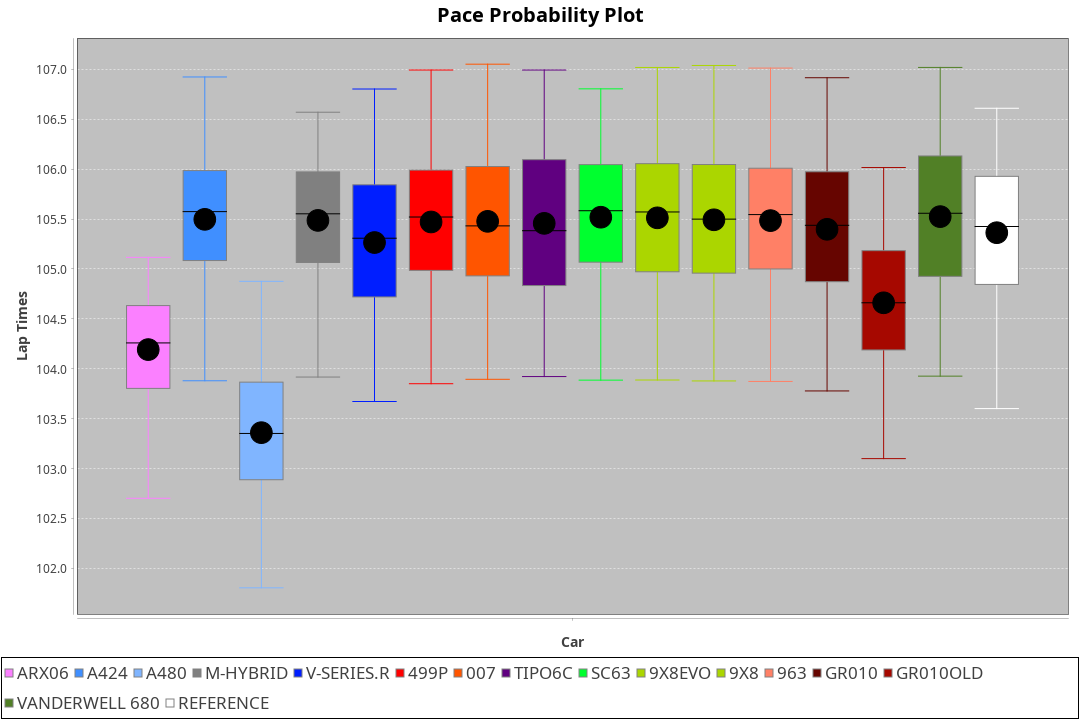 Pace Probability Plot
107.0
106.5
106.0
105.5
105.0
104.5
104.0
103.5
103.0
102.5
102.0
Lap Times
Car
ARX06 A424 A480 M-HYBRID V-SERIES.R 499P 007 TIPO6C SC63 9X8EVO 9X8 963 GR010 GR010OLD
VANDERWELL 680 REFERENCE